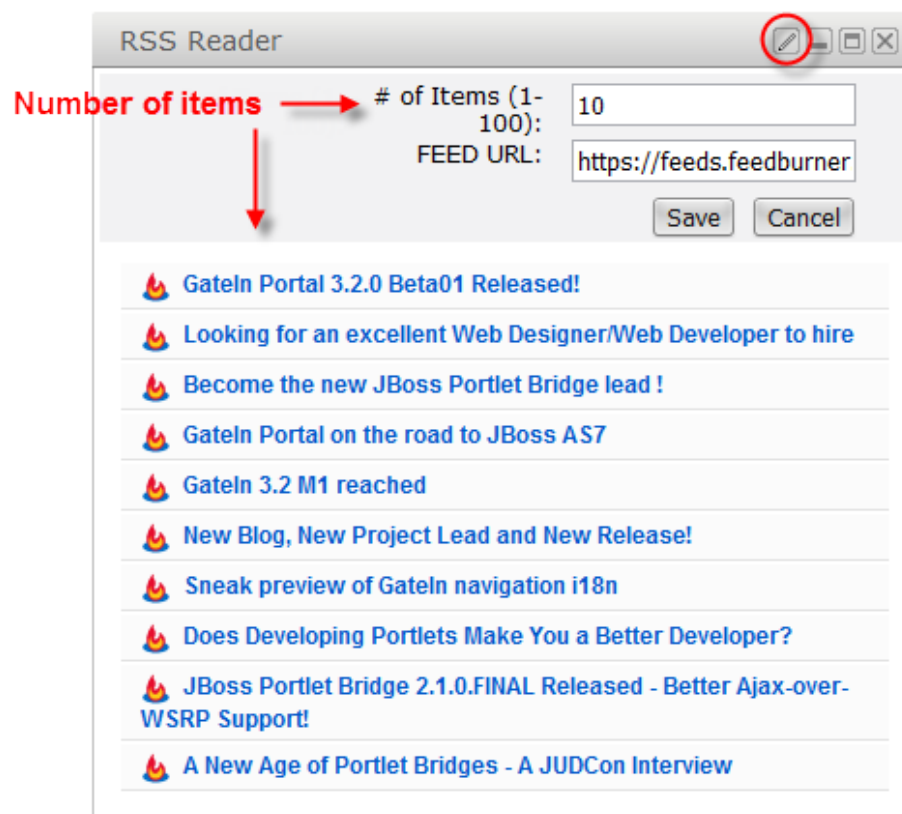 RSS Reader
Number of items
# of Items (1-
100):
10
FEED URL:
https://feeds.feedburner
Save
Cancel
GateIn Portal 3.2.0 Beta01 Released!
Looking for an excellent Web Designer/Web Developer to hire
Become the new JBoss Portlet Bridge lead !
GateIn Portal on the road to JBoss AS7
GateIn 3.2 M1 reached
New Blog, New Project Lead and New Release!
Sneak preview of GateIn navigation i18n
Does Developing Portlets Make You a Better Developer?
JBoss Portlet Bridge 2.1.0.FINAL Released - Better Ajax-over-
WSRP Support!
A New Age of Portlet Bridges - A JUDCon Interview